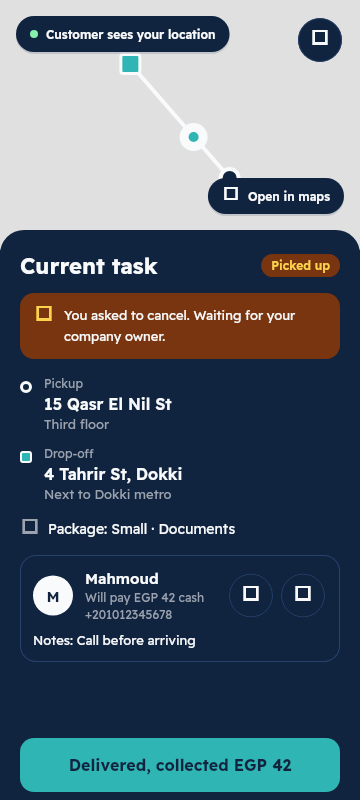 Customer sees your location
Open in maps
Current task
Picked up
You asked to cancel. Waiting for your
company owner.
Pickup
15 Qasr El Nil St
Third floor
Drop-off
4 Tahrir St, Dokki
Next to Dokki metro
Package: Small · Documents
M
Mahmoud
Will pay EGP 42 cash
+201012345678
Notes: Call before arriving
Delivered, collected EGP 42